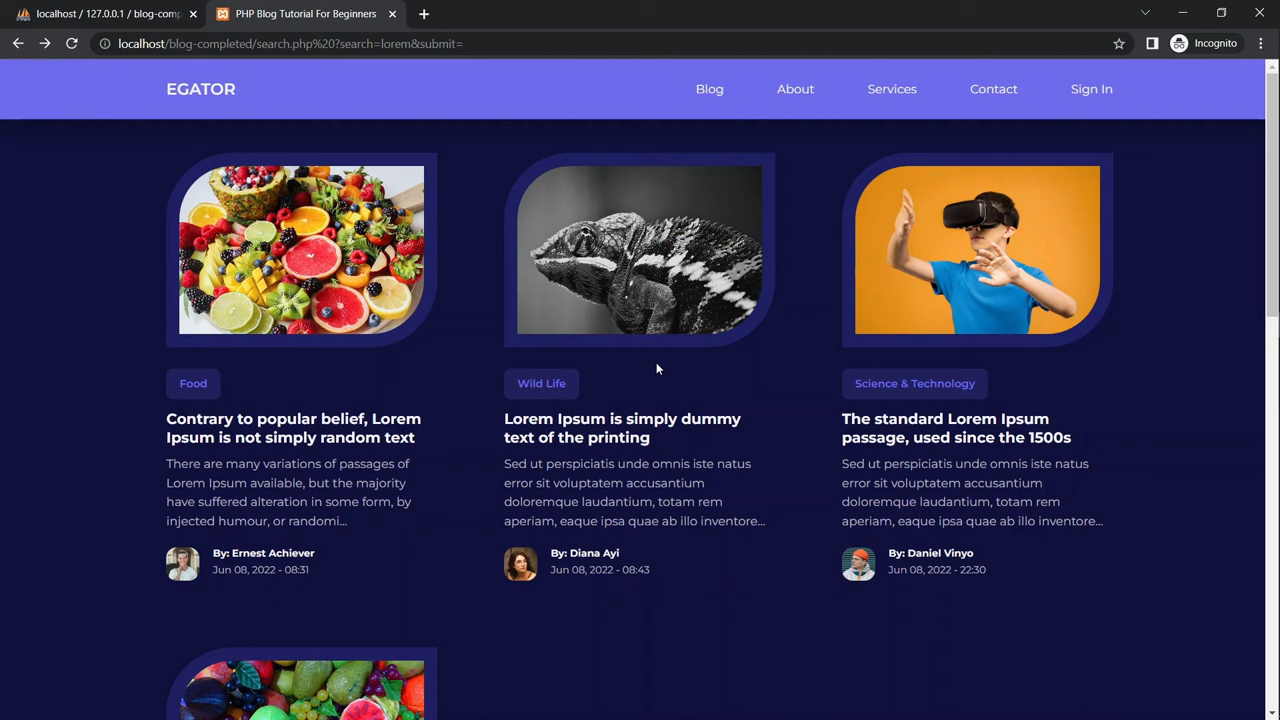 localhost / 127.0.0.1 / blog-comp
PHP Blog Tutorial For Beginners
localhost/blog-completed/search.php%20?search=lorem&submit=
Incognito
EGATOR
Blog
About
Services
Contact
Sign In
Food
Contrary to popular belief, Lorem
Ipsum is not simply random text
There are many variations of passages of
Lorem Ipsum available, but the majority
have suffered alteration in some form, by
injected humour, or randomi...
By: Ernest Achiever
Jun 08, 2022 - 08:31
Wild Life
Lorem Ipsum is simply dummy
text of the printing
Sed ut perspiciatis unde omnis iste natus
error sit voluptatem accusantium
doloremque laudantium, totam rem
aperiam, eaque ipsa quae ab illo inventore...
By: Diana Ayi
Jun 08, 2022 - 08:43
Science & Technology
The standard Lorem Ipsum
passage, used since the 1500s
Sed ut perspiciatis unde omnis iste natus
error sit voluptatem accusantium
doloremque laudantium, totam rem
aperiam, eaque ipsa quae ab illo inventore...
By: Daniel Vinyo
Jun 08, 2022 - 22:30